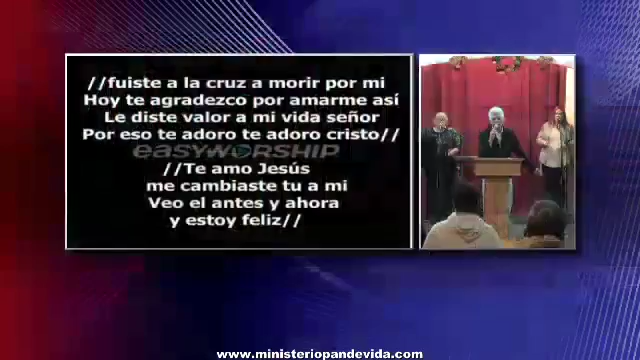 //fuiste a la cruz a morir por mi
Hoy te agradezco por amarme así
Le diste valor a mi vida señor
Por eso te adoro te adoro cristo//
easyworship
//Te amo Jesús
me cambiaste tu a mi
Veo el antes y ahora
y estoy feliz//
www.ministeriopandevida.com